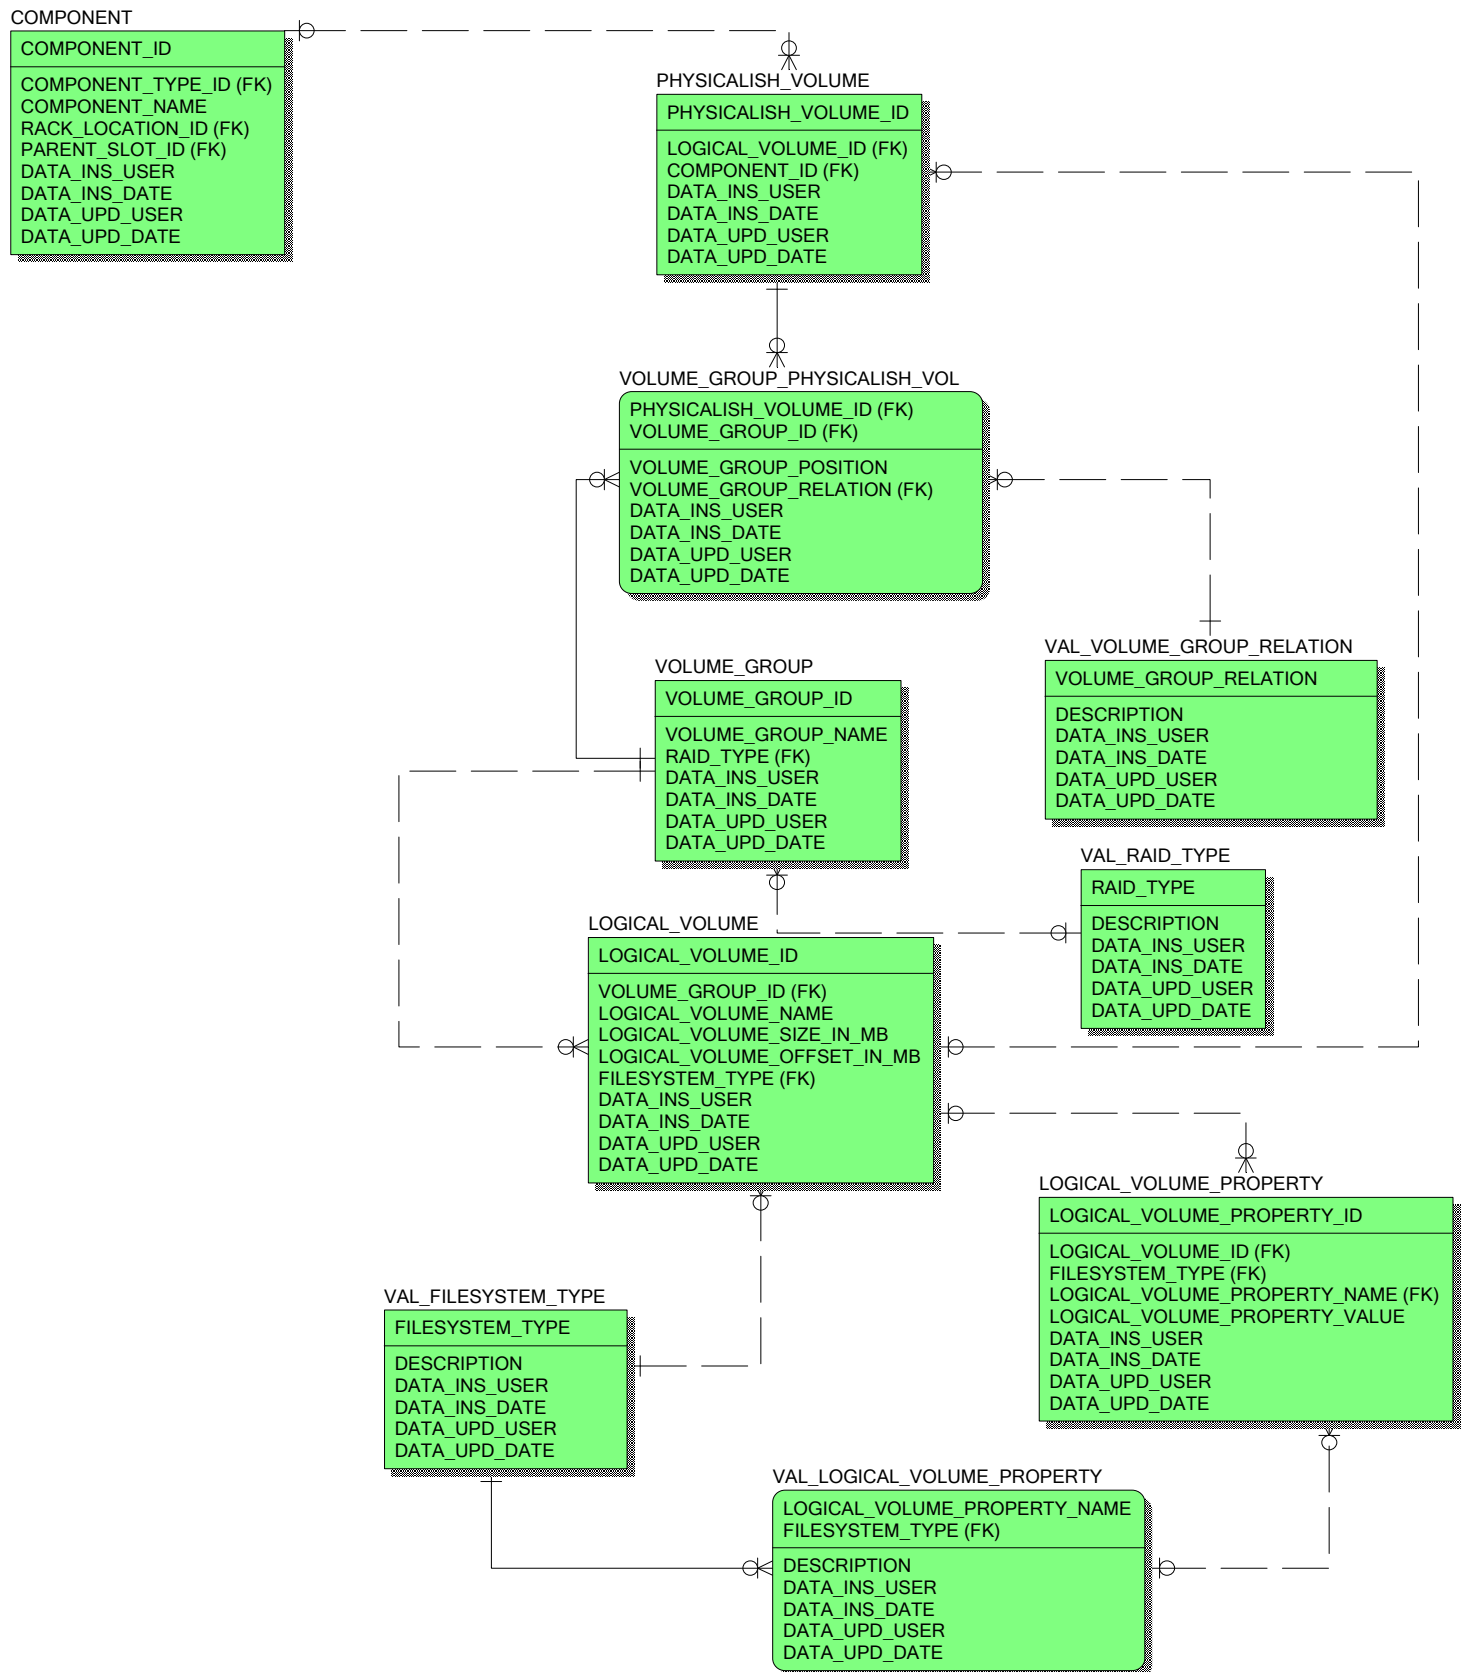 COMPONENT
COMPONENT_ID
COMPONENT_TYPE_ID (FK)
COMPONENT_NAME
RACK_LOCATION_ID (FK)
PARENT_SLOT_ID (FK)
DATA_INS_USER
DATA_INS_DATE
DATA_UPD_USER
DATA_UPD_DATE
PHYSICALISH_VOLUME
PHYSICALISH_VOLUME_ID
LOGICAL_VOLUME_ID (FK)
COMPONENT_ID (FK)
DATA_INS_USER
DATA_INS_DATE
DATA_UPD_USER
DATA_UPD_DATE
VOLUME_GROUP_PHYSICALISH_VOL
PHYSICALISH_VOLUME_ID (FK)
VOLUME_GROUP_ID (FK)
VOLUME_GROUP_POSITION
VOLUME_GROUP_RELATION (FK)
DATA_INS_USER
DATA_INS_DATE
DATA_UPD_USER
DATA_UPD_DATE
VAL_VOLUME_GROUP_RELATION
VOLUME_GROUP_RELATION
DESCRIPTION
DATA_INS_USER
DATA_INS_DATE
DATA_UPD_USER
DATA_UPD_DATE
VOLUME_GROUP
VOLUME_GROUP_ID
VOLUME_GROUP_NAME
RAID_TYPE (FK)
DATA_INS_USER
DATA_INS_DATE
DATA_UPD_USER
DATA_UPD_DATE
VAL_RAID_TYPE
RAID_TYPE
DESCRIPTION
DATA_INS_USER
DATA_INS_DATE
DATA_UPD_USER
DATA_UPD_DATE
LOGICAL_VOLUME
LOGICAL_VOLUME_ID
VOLUME_GROUP_ID (FK)
LOGICAL_VOLUME_NAME
LOGICAL_VOLUME_SIZE_IN_MB
LOGICAL_VOLUME_OFFSET_IN_MB
FILESYSTEM_TYPE (FK)
DATA_INS_USER
DATA_INS_DATE
DATA_UPD_USER
DATA_UPD_DATE
LOGICAL_VOLUME_PROPERTY
LOGICAL_VOLUME_PROPERTY_ID
LOGICAL_VOLUME_ID (FK)
FILESYSTEM_TYPE (FK)
LOGICAL_VOLUME_PROPERTY_NAME (FK)
LOGICAL_VOLUME_PROPERTY_VALUE
DATA_INS_USER
DATA_INS_DATE
DATA_UPD_USER
DATA_UPD_DATE
VAL_FILESYSTEM_TYPE
FILESYSTEM_TYPE
DESCRIPTION
DATA_INS_USER
DATA_INS_DATE
DATA_UPD_USER
DATA_UPD_DATE
VAL_LOGICAL_VOLUME_PROPERTY
LOGICAL_VOLUME_PROPERTY_NAME
FILESYSTEM_TYPE (FK)
DESCRIPTION
DATA_INS_USER
DATA_INS_DATE
DATA_UPD_USER
DATA_UPD_DATE